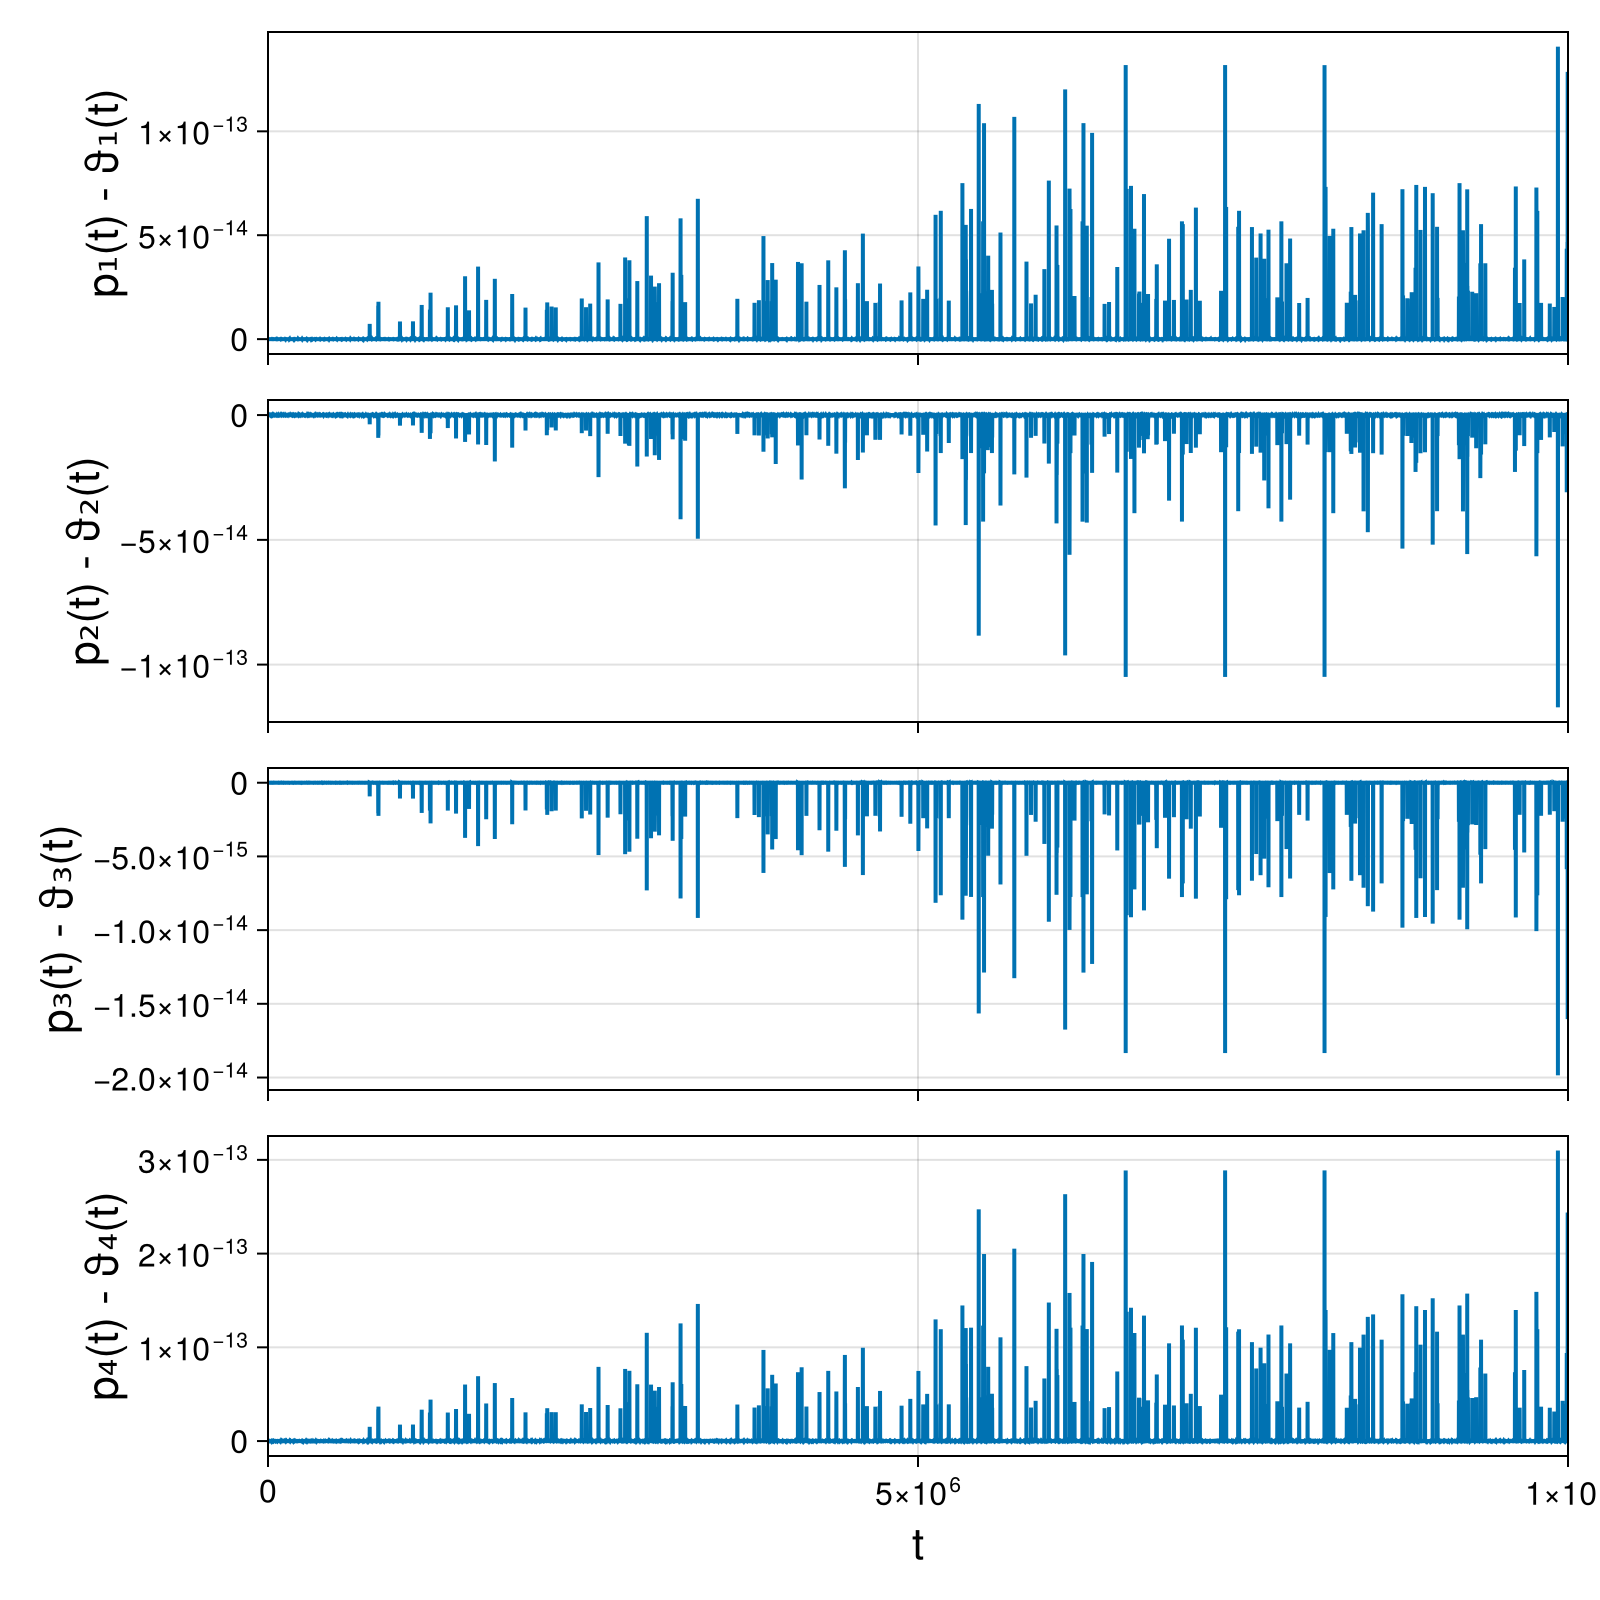 p₁(t) - ϑ₁(t)
1×10⁻¹³
5×10⁻¹⁴
0
p₂(t) - ϑ₂(t)
0
−5×10⁻¹⁴
−1×10⁻¹³
p₃(t) - ϑ₃(t)
0
−5.0×10⁻¹⁵
−1.0×10⁻¹⁴
−1.5×10⁻¹⁴
−2.0×10⁻¹⁴
p₄(t) - ϑ₄(t)
3×10⁻¹³
2×10⁻¹³
1×10⁻¹³
0
0 5×10⁶ 1×10
t